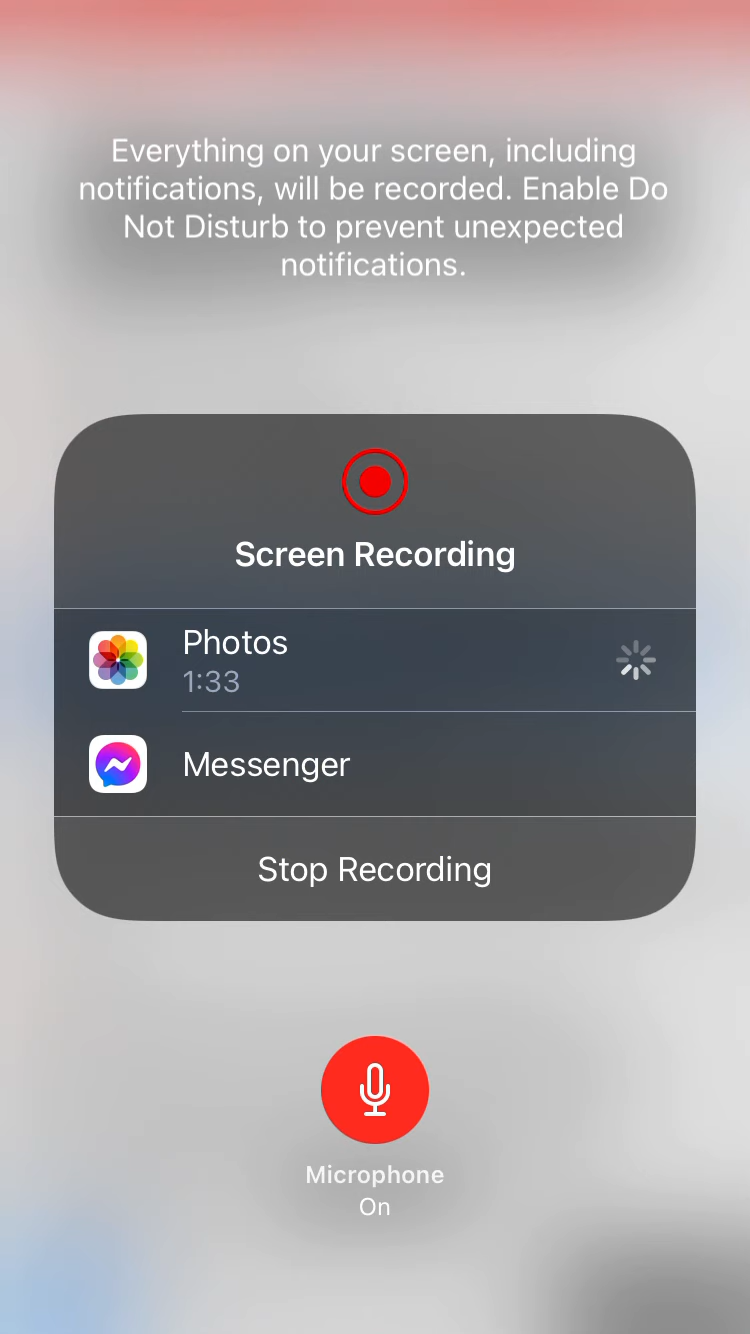 Everything on your screen, including
notifications, will be recorded. Enable Do
Not Disturb to prevent unexpected
notifications.
Screen Recording
Photos
1:33
Messenger
Stop Recording
Microphone
On